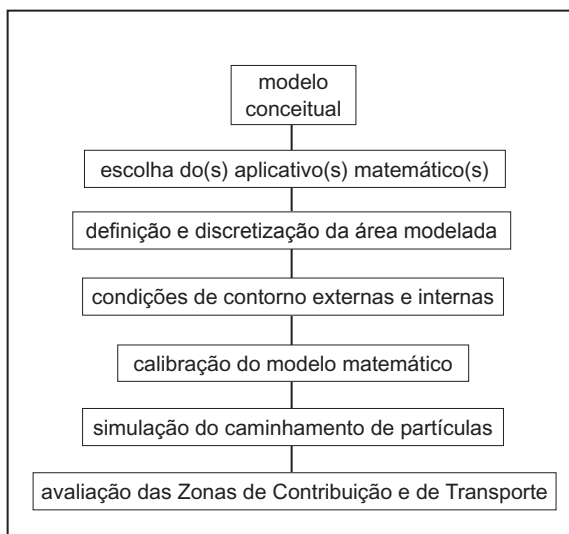 modelo
conceitual
escolha do(s) aplicativo(s) matemático(s)
definição e discretização da área modelada
condições de contorno externas e internas
calibração do modelo matemático
simulação do caminhamento de partículas
avaliação das Zonas de Contribuição e de Transporte